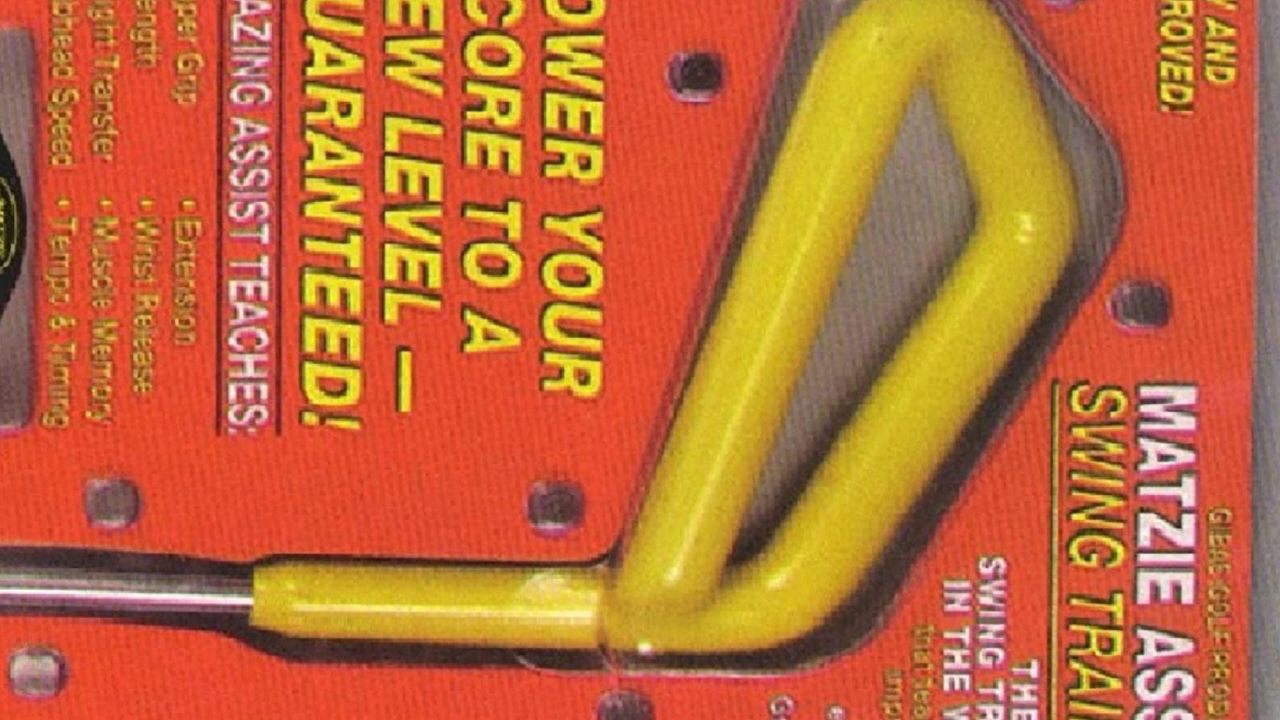 W AND
ROVED!
MATZIE ASS
SWING TRAI
THE
SWING TR
IN THE W
OWER YOUR
CORE TO A
EW LEVEL —
UARANTEED!
AZING ASSIST TEACHES:
per Grip
• Extension
ength
• Wrist Release
ight Transfer
• Muscle Memory
bhead Speed
• Tempo & Timing